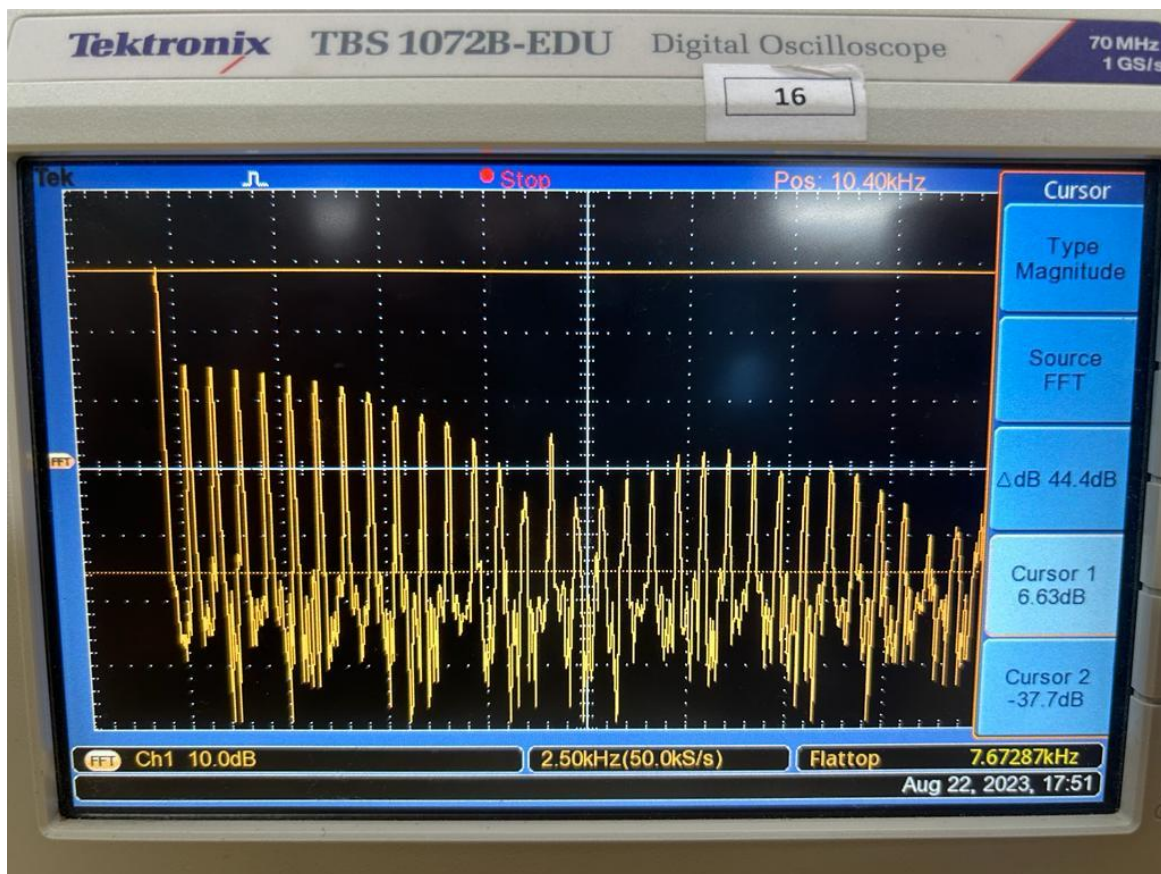 Tektronix TBS 1072B-EDU Digital Oscilloscope
70 MHz
1 GS/s
16
Tek
Stop
Pos: 10.40kHz
Cursor
Type
Magnitude
Source
FFT
ΔdB 44.4dB
Cursor 1
6.63dB
Cursor 2
-37.7dB
FFT
FFT Ch1 10.0dB
2.50kHz(50.0kS/s)
Flattop
7.67287kHz
Aug 22, 2023, 17:51